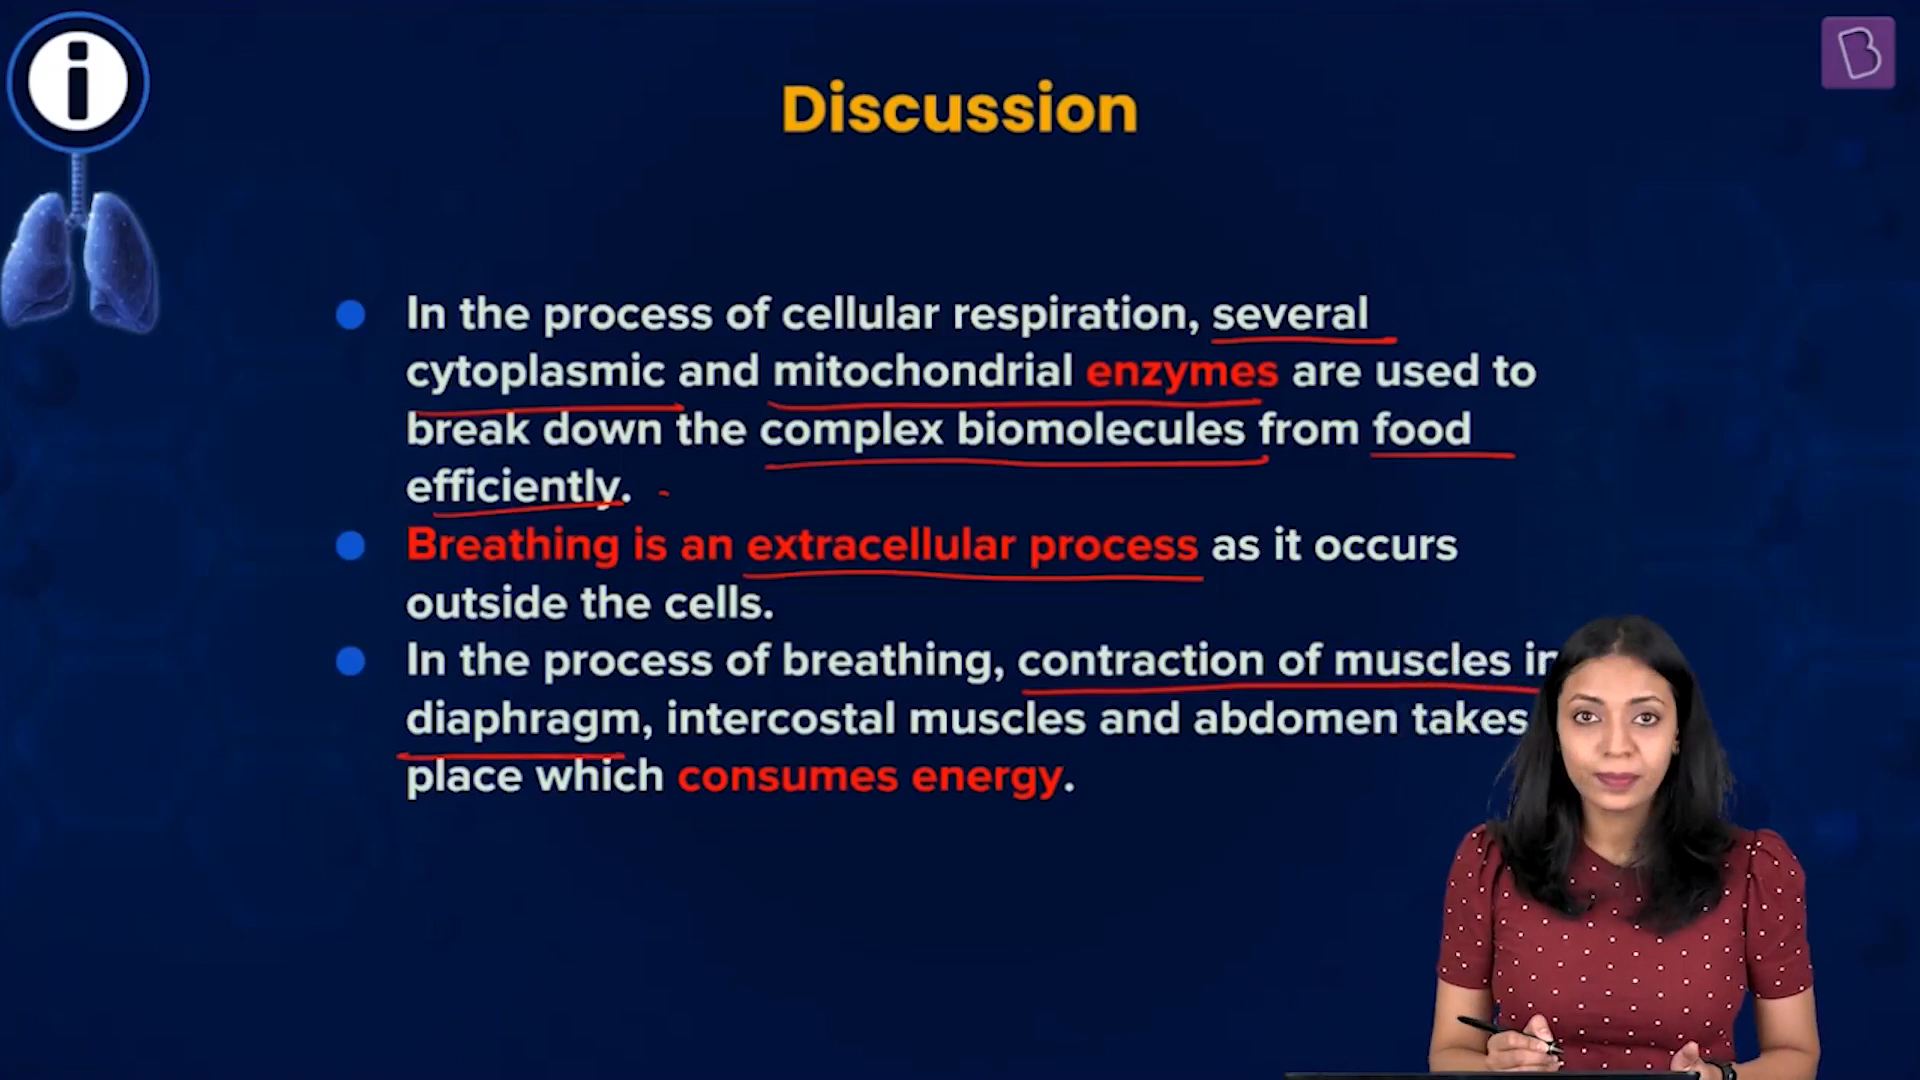 i
B
Discussion
In the process of cellular respiration, several
cytoplasmic and mitochondrial enzymes are used to
break down the complex biomolecules from food
efficiently.
Breathing is an extracellular process as it occurs
outside the cells.
In the process of breathing, contraction of muscles in
diaphragm, intercostal muscles and abdomen takes
place which consumes energy.